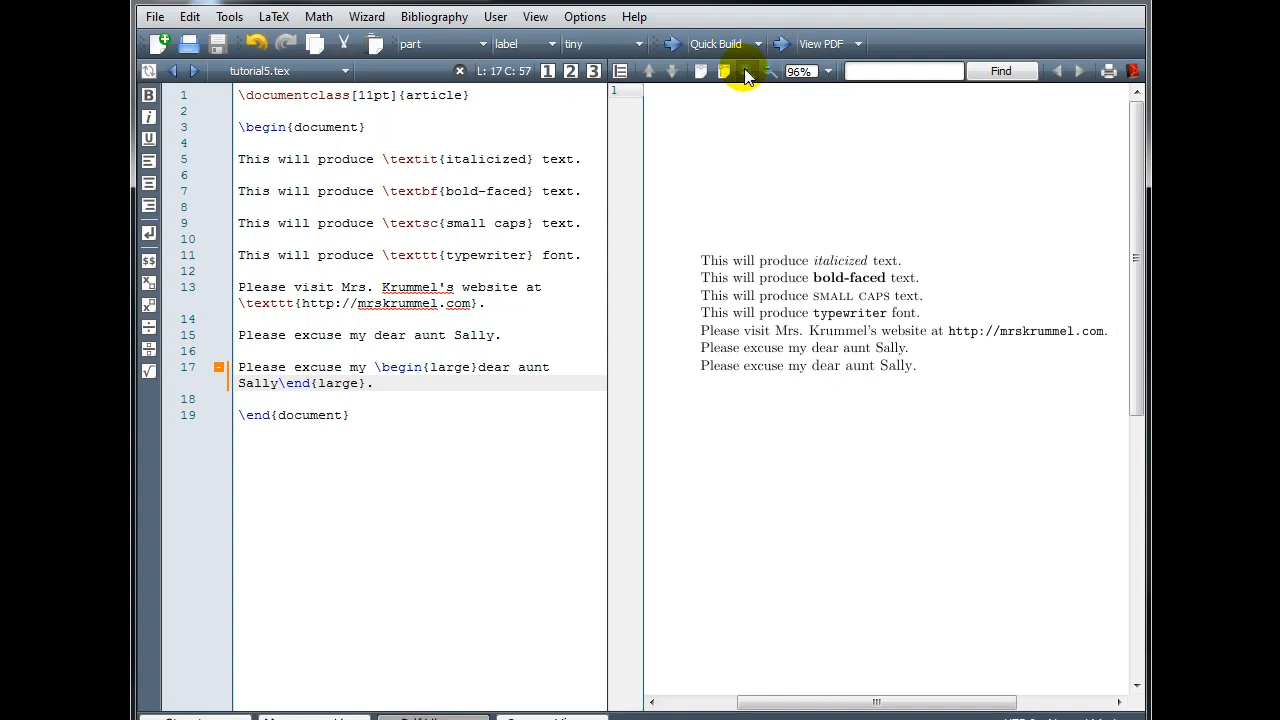 File Edit Tools LaTeX Math Wizard Bibliography User View Options Help
part label tiny Quick Build View PDF
tutorial5.tex L: 17 C: 57 1 2 3 96% Find
1 \documentclass[11pt]{article}
2
3 \begin{document}
4
5 This will produce \textit{italicized} text.
6
7 This will produce \textbf{bold-faced} text.
8
9 This will produce \textsc{small caps} text.
10
11 This will produce \texttt{typewriter} font.
12
13 Please visit Mrs. Krummel's website at
\texttt{http://mrskrummel.com}.
14
15 Please excuse my dear aunt Sally.
16
17 Please excuse my \begin{large}dear aunt
Sally\end{large}.
18
19 \end{document}
1
This will produce italicized text.
This will produce bold-faced text.
This will produce SMALL CAPS text.
This will produce typewriter font.
Please visit Mrs. Krummel's website at http://mrskrummel.com.
Please excuse my dear aunt Sally.
Please excuse my dear aunt Sally.